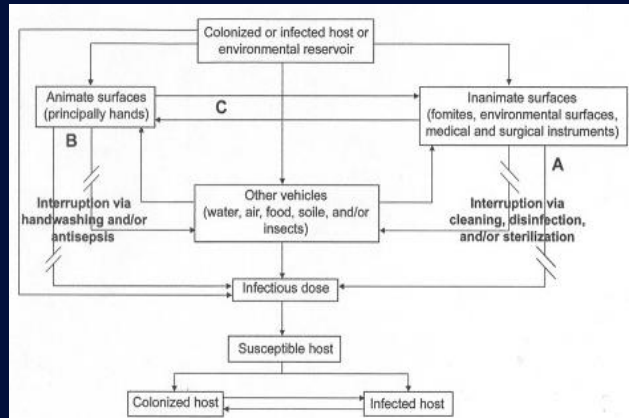 Colonized or infected host or
environmental reservoir
Animate surfaces
(principally hands)
C
Inanimate surfaces
(fomites, environmental surfaces,
medical and surgical instruments)
B
A
Interruption via
handwashing and/or
antisepsis
Other vehicles
(water, air, food, soile, and/or
insects)
Interruption via
cleaning, disinfection,
and/or sterilization
Infectious dose
Susceptible host
Colonized host
Infected host